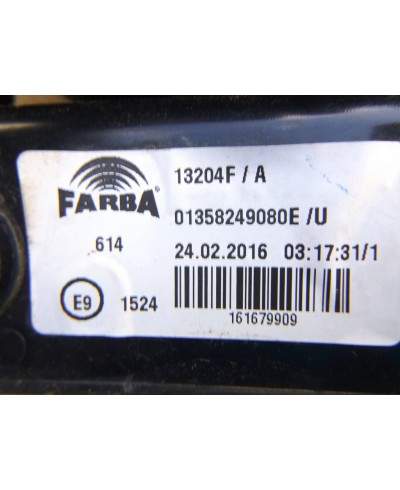 13204F / A
FARBA®
01358249080E /U
614
24.02.2016 03:17:31/1
E9
1524
161679909